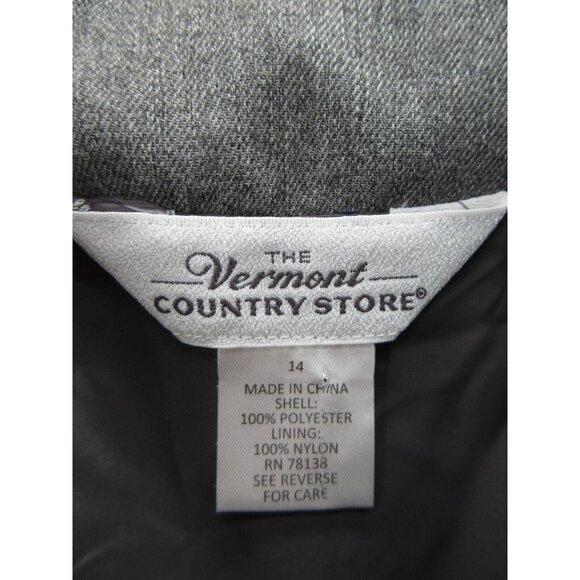 THE
Vermont
COUNTRY STORE®
14
MADE IN CHINA
SHELL:
100% POLYESTER
LINING:
100% NYLON
RN 78138
SEE REVERSE
FOR CARE